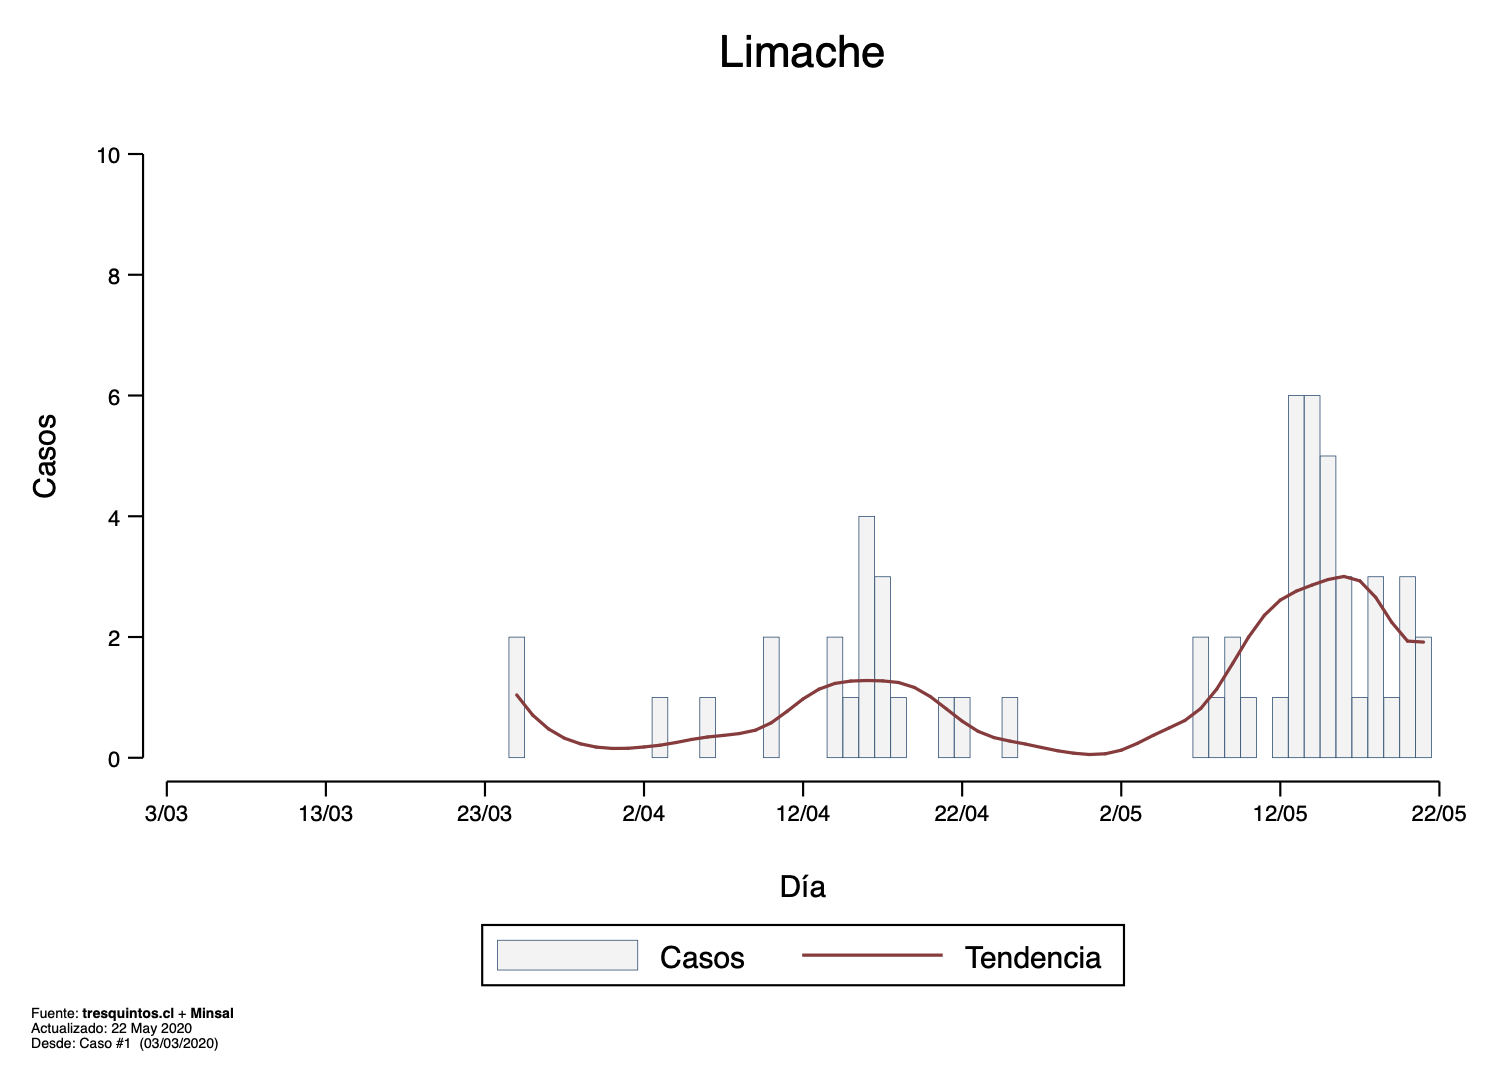 Limache
10
8
6
4
2
0
Casos
3/03 13/03 23/03 2/04 12/04 22/04 2/05 12/05 22/05
Día
Casos Tendencia
Fuente: tresquintos.cl + Minsal
Actualizado: 22 May 2020
Desde: Caso #1 (03/03/2020)